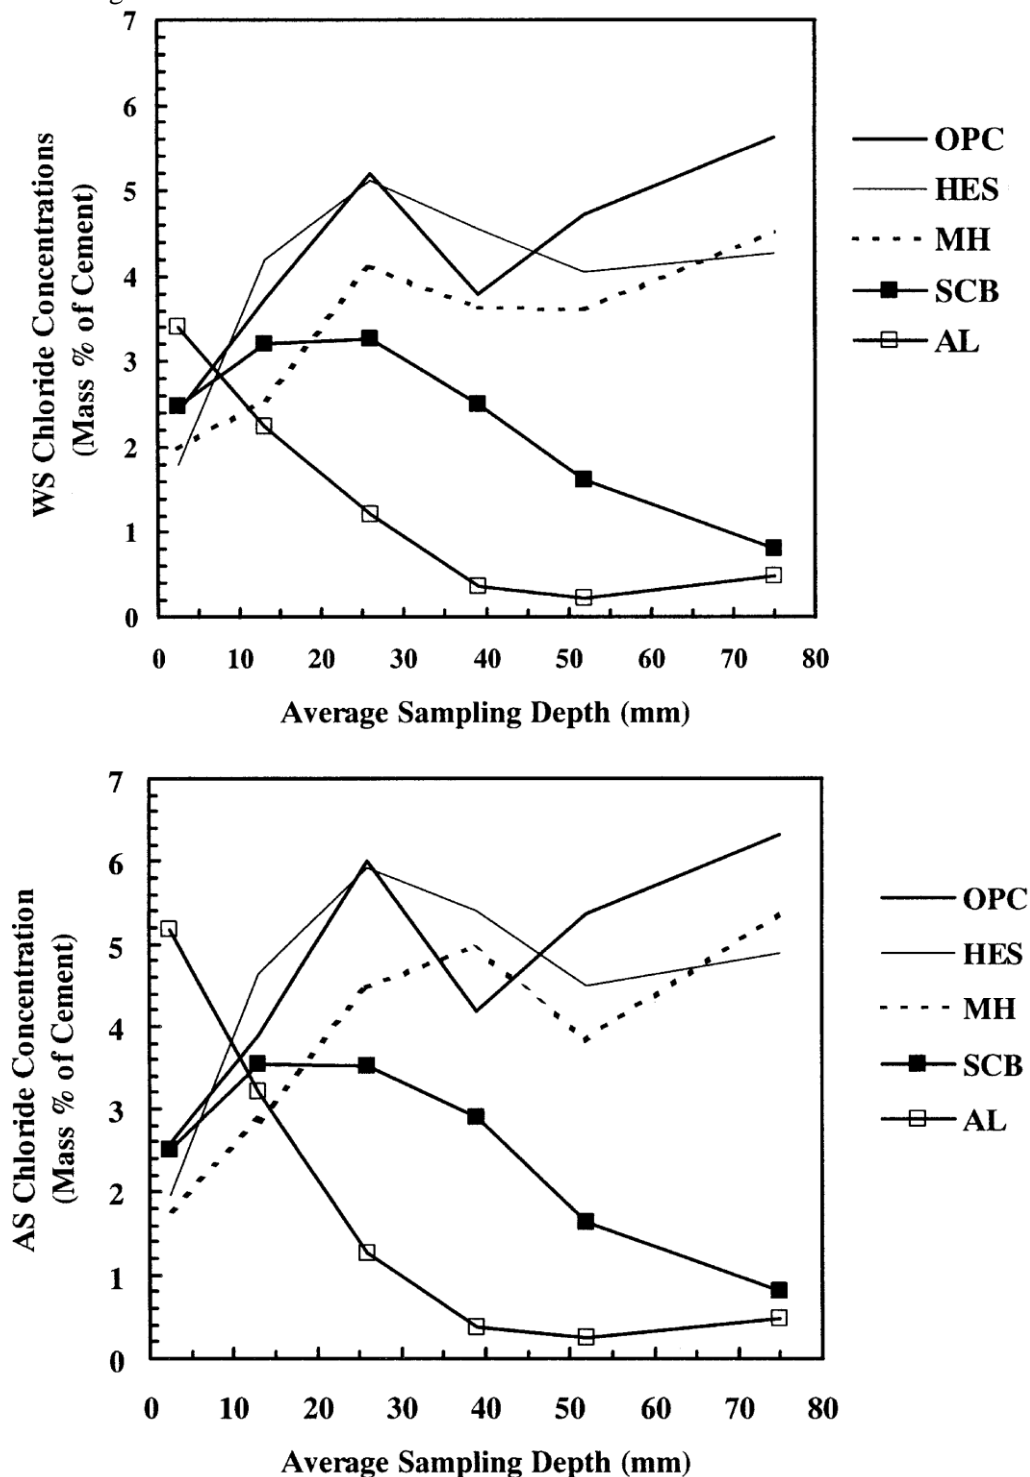 7
6
5
4
3
2
1
0
WS Chloride Concentrations
(Mass % of Cement)
0 10 20 30 40 50 60 70 80
Average Sampling Depth (mm)
OPC
HES
MH
SCB
AL
7
6
5
4
3
2
1
0
AS Chloride Concentration
(Mass % of Cement)
0 10 20 30 40 50 60 70 80
Average Sampling Depth (mm)
OPC
HES
MH
SCB
AL